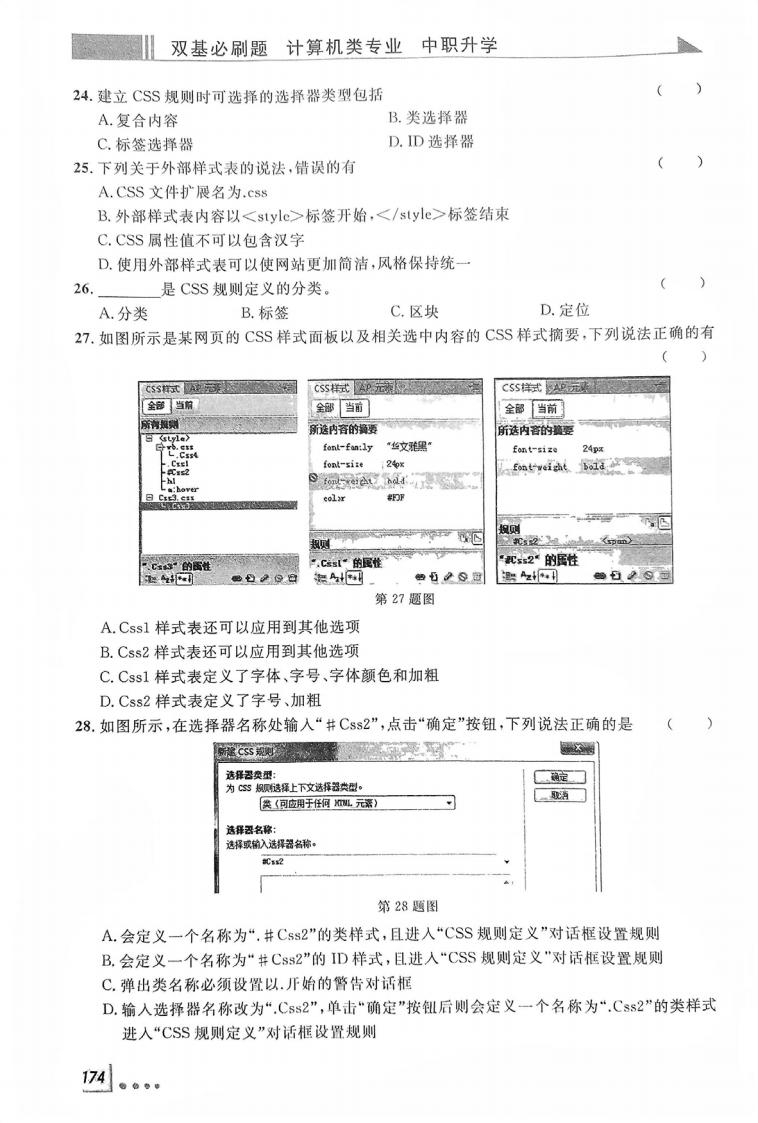 双基必刷题 计算机类专业 中职升学
24. 建立 CSS 规则时可选择的选择器类型包括 ( )
A. 复合内容 B. 类选择器
C. 标签选择器 D. ID 选择器
25. 下列关于外部样式表的说法,错误的有 ( )
A. CSS 文件扩展名为.css
B. 外部样式表内容以<style>标签开始,</style>标签结束
C. CSS 属性值不可以包含汉字
D. 使用外部样式表可以使网站更加简洁,风格保持统一
26. ________是 CSS 规则定义的分类。 ( )
A. 分类 B. 标签 C. 区块 D. 定位
27. 如图所示是某网页的 CSS 样式面板以及相关选中内容的 CSS 样式摘要,下列说法正确的有
( )
CSS样式 AP 元素
全部 当前
所有规则
<style>
wb.css
.Css4
.Css1
#Css2
h1
a:hover
Css3.css
.Css3
".Css3" 的属性
CSS样式 AP 元素
全部 当前
所选内容的摘要
font-family "华文雅黑"
font-size 24px
font-weight bold
color #F0F
规则
".Css1" 的属性
CSS样式 AP 元素
全部 当前
所选内容的摘要
font-size 24px
font-weight bold
规则
#Css2 <span>
"#Css2" 的属性
第 27 题图
A. Css1 样式表还可以应用到其他选项
B. Css2 样式表还可以应用到其他选项
C. Css1 样式表定义了字体、字号、字体颜色和加粗
D. Css2 样式表定义了字号、加粗
28. 如图所示,在选择器名称处输入“#Css2”,点击“确定”按钮,下列说法正确的是 ( )
新建 CSS 规则
选择器类型:
为 CSS 规则选择上下文选择器类型。
类(可应用于任何 HTML 元素)
确定
取消
选择器名称:
选择或输入选择器名称。
#Css2
第 28 题图
A. 会定义一个名称为“.#Css2”的类样式,且进入“CSS 规则定义”对话框设置规则
B. 会定义一个名称为“#Css2”的 ID 样式,且进入“CSS 规则定义”对话框设置规则
C. 弹出类名称必须设置以.开始的警告对话框
D. 输入选择器名称改为“.Css2”,单击“确定”按钮后则会定义一个名称为“.Css2”的类样式
进入“CSS 规则定义”对话框设置规则
174